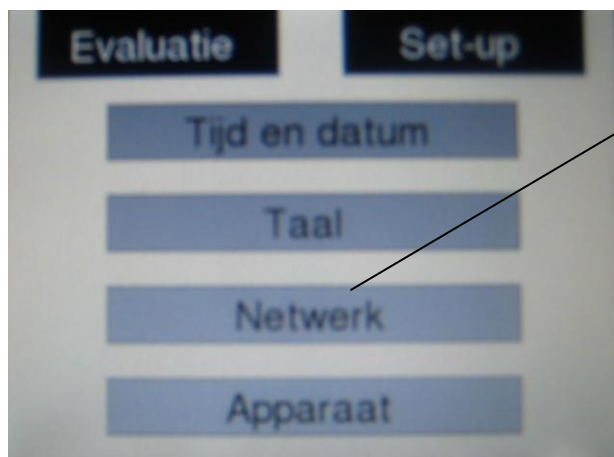 Evaluatie Set-up
Tijd en datum
Taal
Netwerk
Apparaat